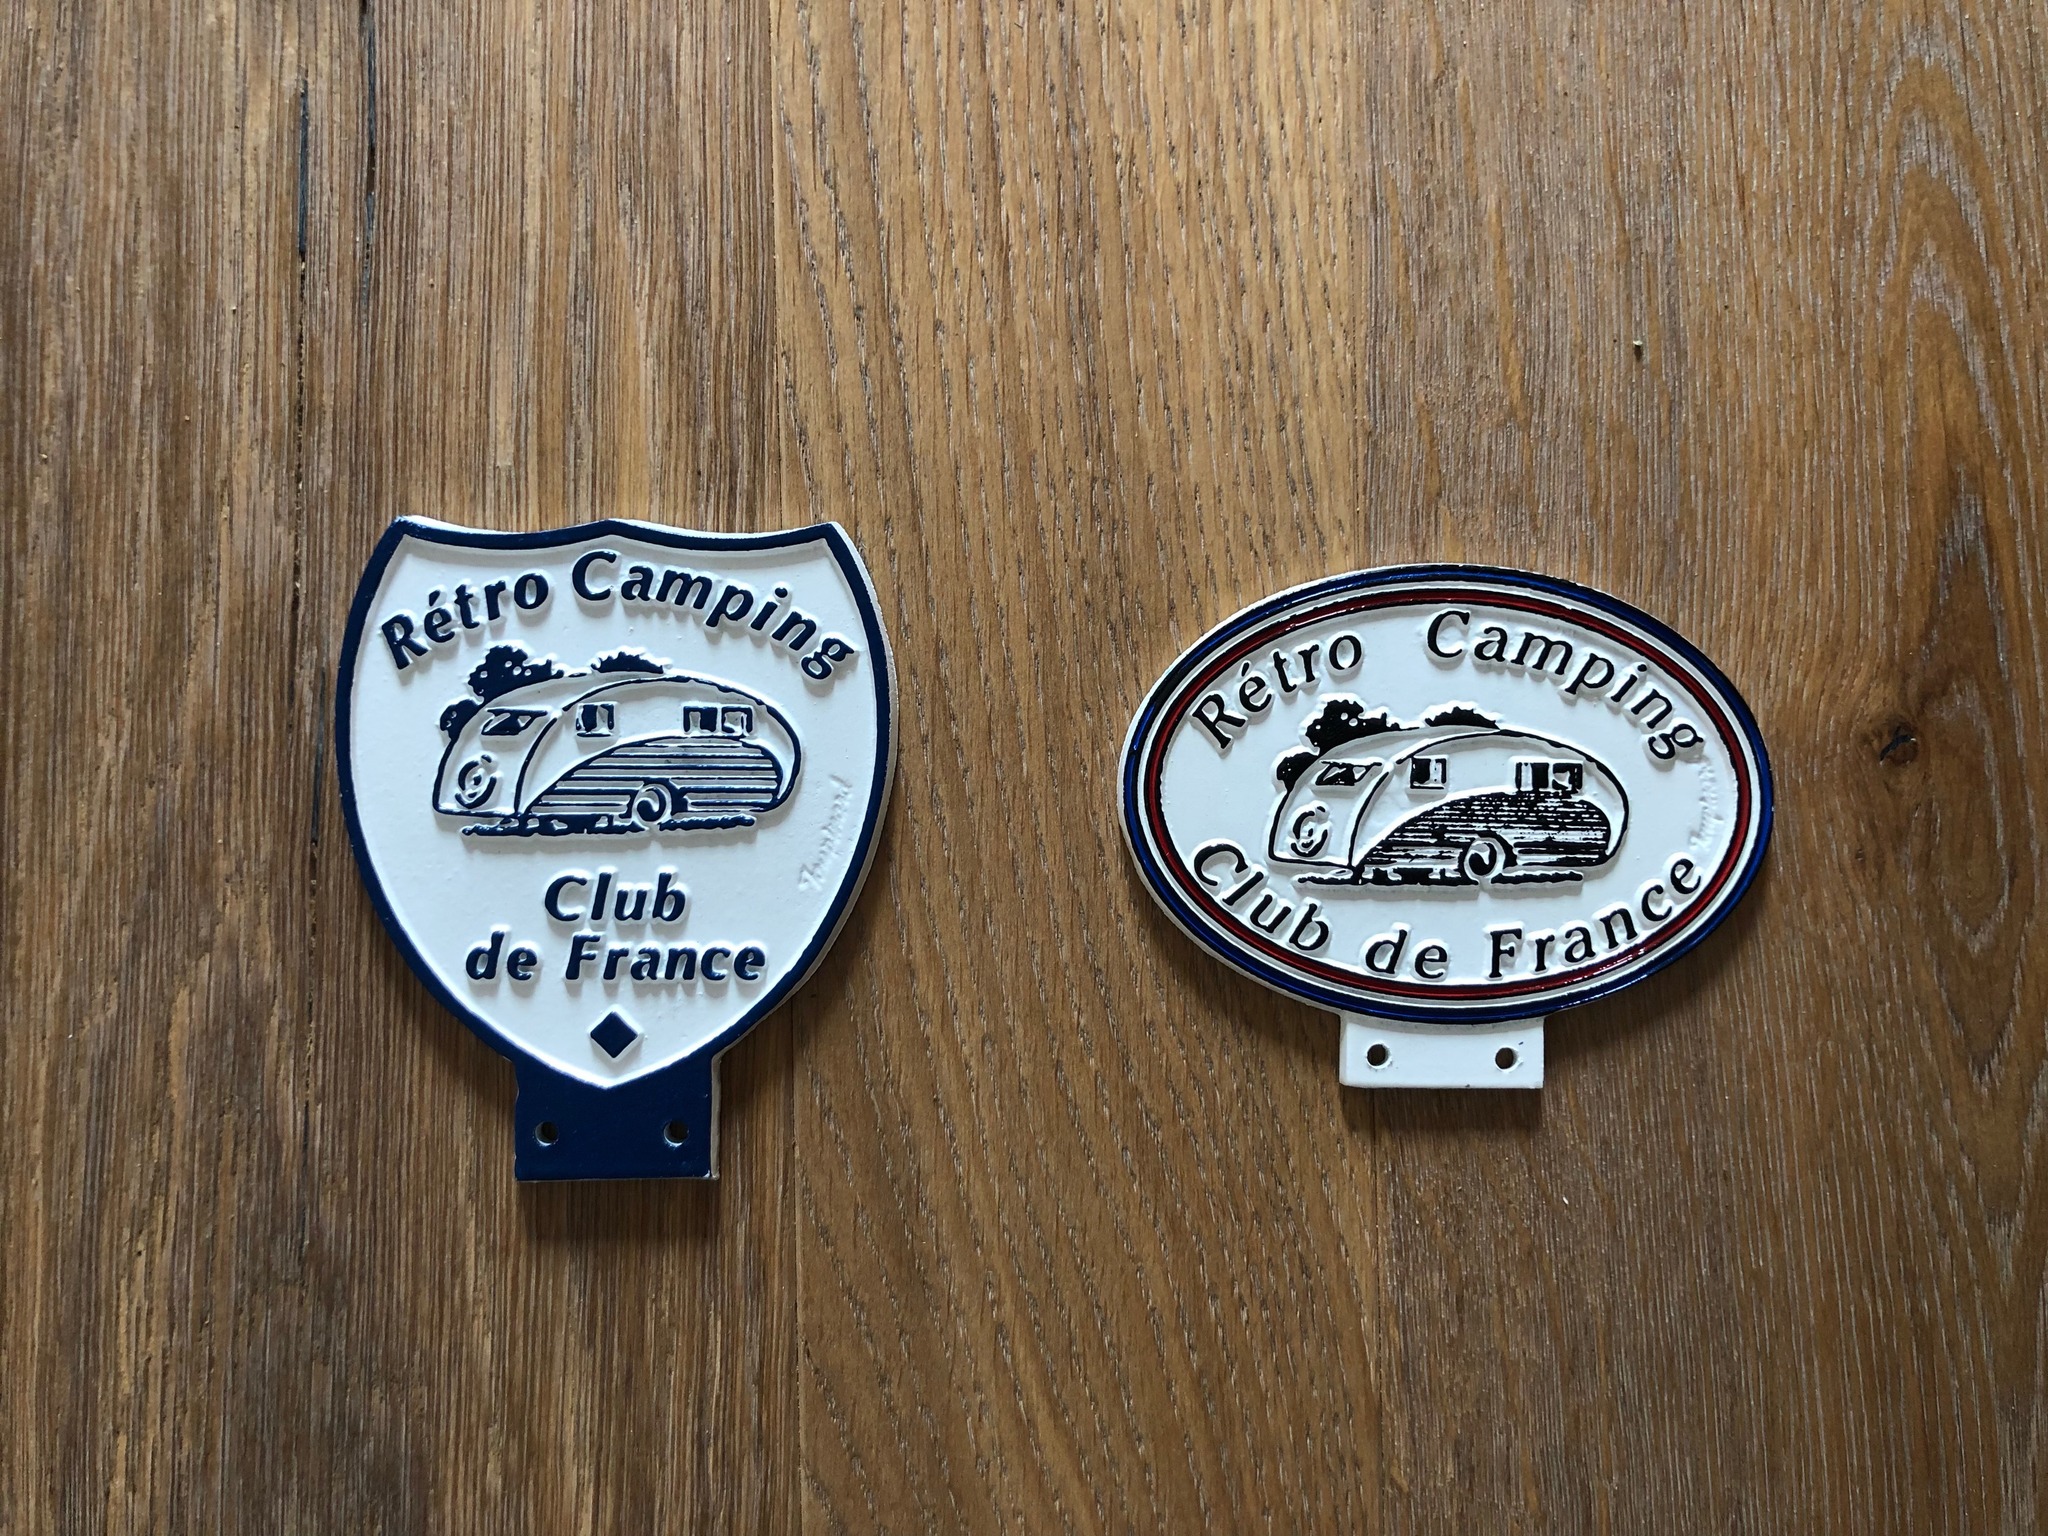 Rétro Camping
Club
de France
Rétro Camping
Club de France